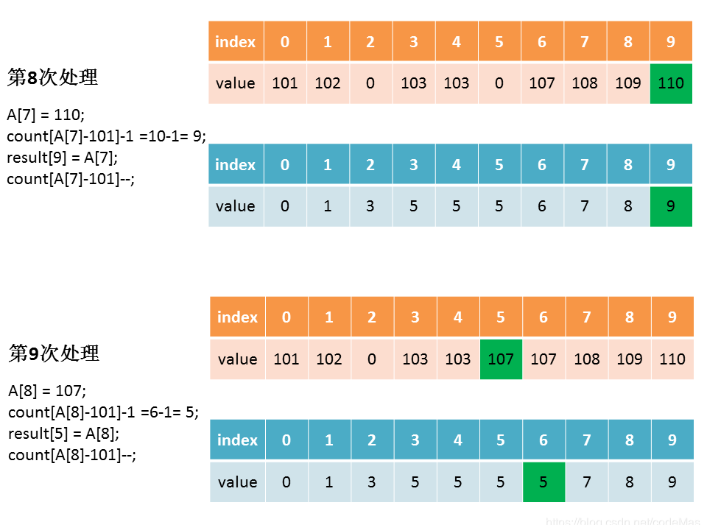 index 0 1 2 3 4 5 6 7 8 9
value 101 102 0 103 103 0 107 108 109 110
第8次处理
A[7] = 110;
count[A[7]-101]-1 =10-1= 9;
result[9] = A[7];
count[A[7]-101]--;
index 0 1 2 3 4 5 6 7 8 9
value 0 1 3 5 5 5 6 7 8 9
index 0 1 2 3 4 5 6 7 8 9
value 101 102 0 103 103 107 107 108 109 110
第9次处理
A[8] = 107;
count[A[8]-101]-1 =6-1= 5;
result[5] = A[8];
count[A[8]-101]--;
index 0 1 2 3 4 5 6 7 8 9
value 0 1 3 5 5 5 5 7 8 9